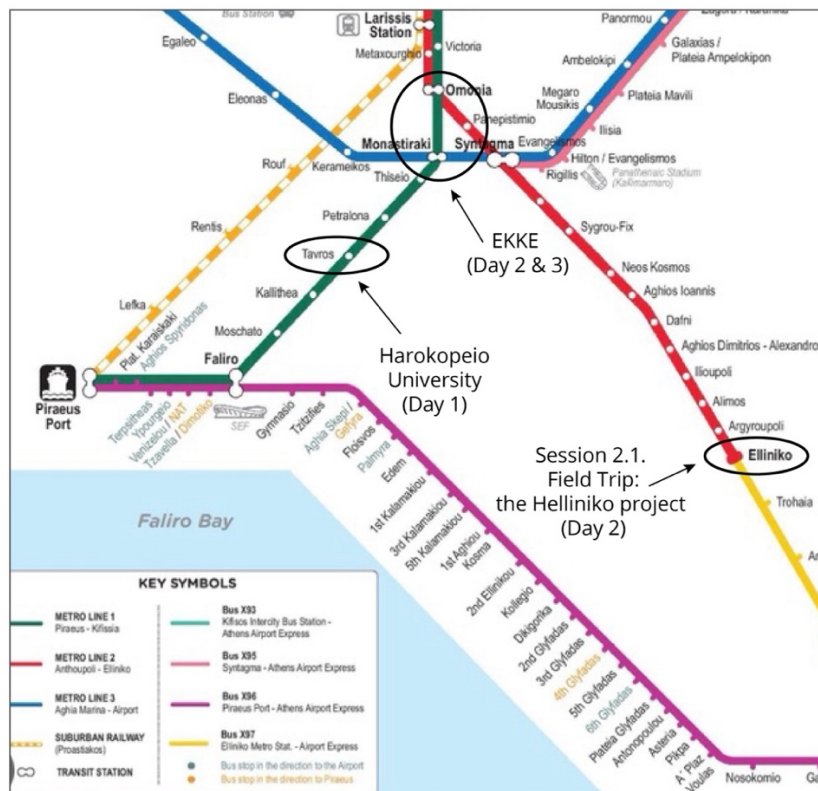 Bus Station
Larissis
Station
Metaxourghio
Victoria
Omonia
Panepistimio
Egaleo
Eleonas
Monastiraki
Syntagma
Kerameikos
Thiseio
Rouf
Rentis
Lefka
Petralona
Tavros
Kallithea
Moschato
Faliro
Plat. Karaiskaki
Aghios Spyridonas
Piraeus
Port
Terpsitheas
Ypourgeio
Venizelou / NAT
Tzavella / Dimotiko
SEF
Panormou
Galaxias /
Plateia Ampelokipon
Ambelokipi
Plateia Mavili
Megaro
Mousikis
Ilisia
Evangelismos
Hilton / Evangelismos
Rigillis
Panathenaic Stadium
(Kallimarmaro)
EKKE
(Day 2 & 3)
Harokopeio
University
(Day 1)
Sygrou-Fix
Neos Kosmos
Aghios Ioannis
Dafni
Aghios Dimitrios - Alexandro
Ilioupoli
Alimos
Argyroupoli
Elliniko
Trohaia
Session 2.1.
Field Trip:
the Helliniko project
(Day 2)
Gymnasio
Tzitzifies
Aghia Skepi /
Gefyra
Floisvos
Palmyra
Edem
1st Kalamakiou
3rd Kalamakiou
5th Kalamakiou
1st Aghiou
Kosma
2nd Ellinikou
Kollegio
Dikigorika
2nd Glyfadas
3rd Glyfadas
4th Glyfadas
5th Glyfadas
6th Glyfadas
Plateia Glyfadas
Antonopoulou
Asteria
Pikpa
A´ Plaz
Voulas
Nosokomio
Ga
Faliro Bay
KEY SYMBOLS
METRO LINE 1
Piraeus - Kifissia
METRO LINE 2
Anthoupoli - Elliniko
METRO LINE 3
Aghia Marina - Airport
SUBURBAN RAILWAY
(Proastiakos)
TRANSIT STATION
Bus X93
Kifisos Intercity Bus Station -
Athens Airport Express
Bus X95
Syntagma - Athens Airport Express
Bus X96
Piraeus Port - Athens Airport Express
Bus X97
Elliniko Metro Stat. - Airport Express
Bus stop in the direction to the Airport
Bus stop in the direction to Piraeus